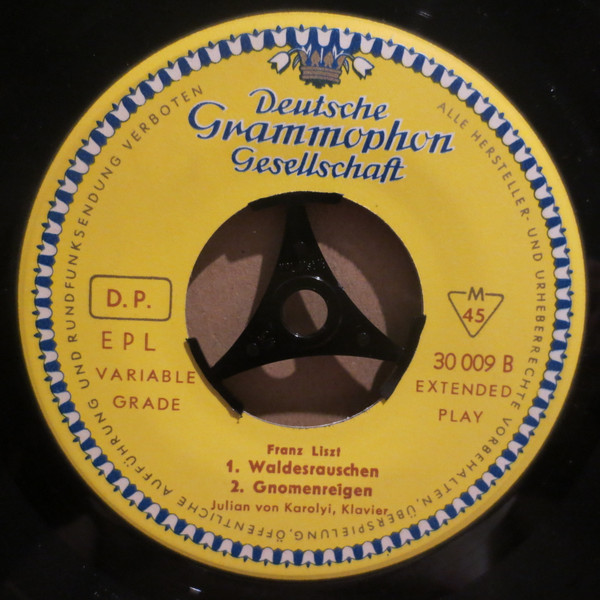 Deutsche
Grammophon
Gesellschaft
ALLE HERSTELLER- UND URHEBERRECHTE VORBEHALTEN. ÜBERSPIELUNG, ÖFFENTLICHE AUFFÜHRUNG UND RUNDFUNKSENDUNG VERBOTEN
D.P.
EPL
VARIABLE
GRADE
M
45
30 009 B
EXTENDED
PLAY
Franz Liszt
1. Waldesrauschen
2. Gnomenreigen
Julian von Karolyi, Klavier